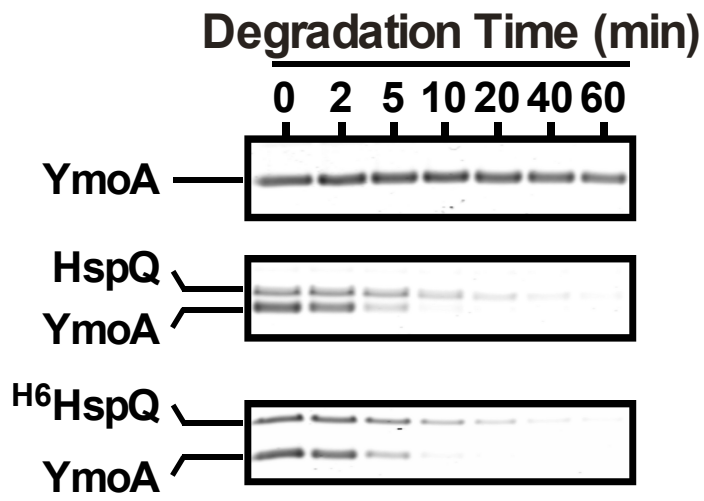 Degradation Time (min)
0 2 5 10 20 40 60
YmoA
HspQ
YmoA
H6HspQ
YmoA